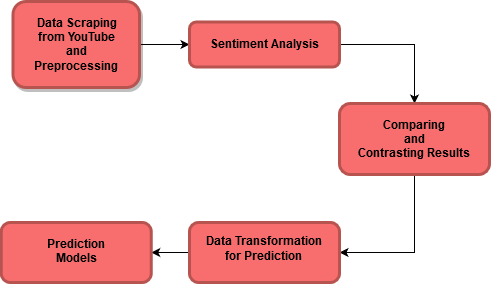 Data Scraping
from YouTube
and
Preprocessing
Sentiment Analysis
Comparing
and
Contrasting Results
Data Transformation
for Prediction
Prediction
Models